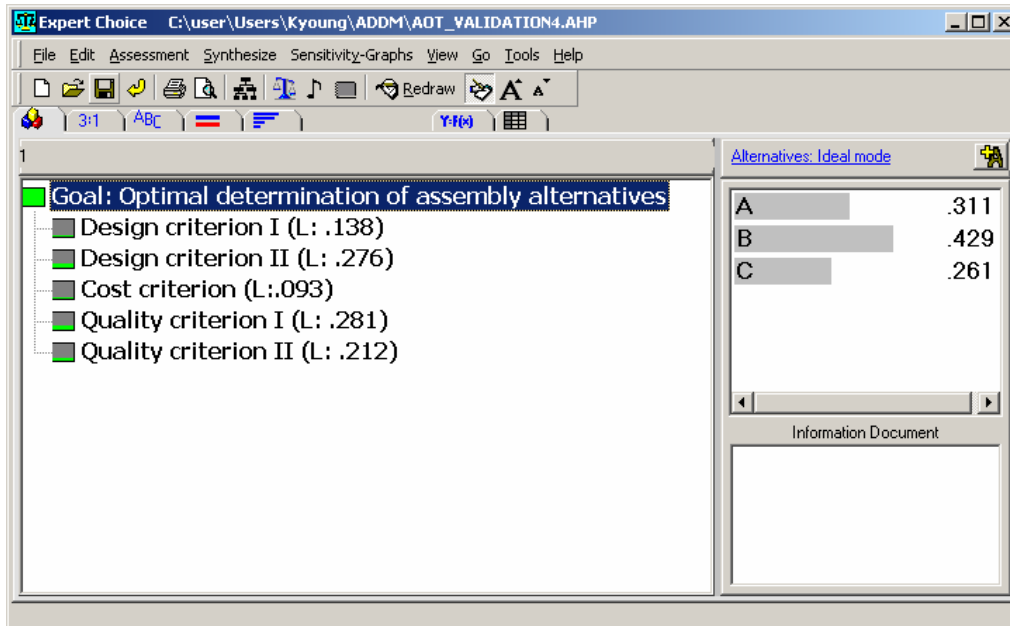 Expert Choice C:\user\Users\Kyoung\ADDM\AOT_VALIDATION4.AHP
File Edit Assessment Synthesize Sensitivity-Graphs View Go Tools Help
Redraw A A
3:1 ABC Y=F(x)
1
Alternatives: Ideal mode
Goal: Optimal determination of assembly alternatives
Design criterion I (L: .138)
Design criterion II (L: .276)
Cost criterion (L:.093)
Quality criterion I (L: .281)
Quality criterion II (L: .212)
A .311
B .429
C .261
Information Document